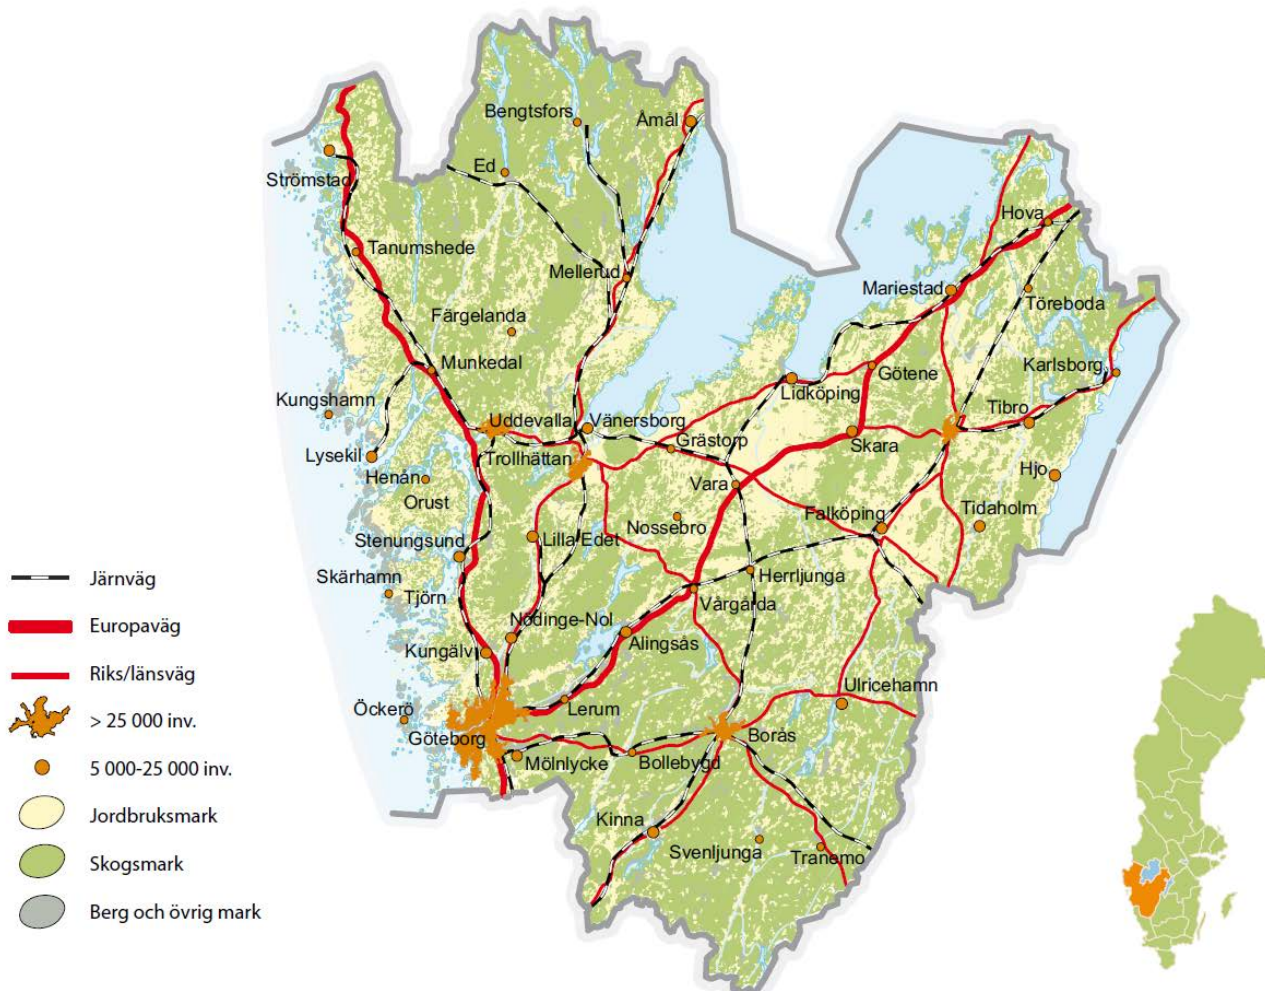 Bengtsfors
Åmål
Ed
Strömstad
Hova
Tanumshede
Mellerud
Mariestad
Töreboda
Färgelanda
Munkedal
Karlsborg
Götene
Kungshamn
Lidköping
Tibro
Uddevalla
Vänersborg
Grästorp
Skara
Lysekil
Trollhättan
Henån
Hjo
Vara
Orust
Nossebro
Falköping
Tidaholm
Stenungsund
Lilla Edet
Skärhamn
Herrljunga
Tjörn
Vårgårda
Nödinge-Nol
Alingsås
Kungälv
Ulricehamn
Öckerö
Lerum
Göteborg
Borås
Mölnlycke
Bollebygd
Kinna
Svenljunga
Tranemo
Järnväg
Europaväg
Riks/länsväg
> 25 000 inv.
5 000-25 000 inv.
Jordbruksmark
Skogsmark
Berg och övrig mark